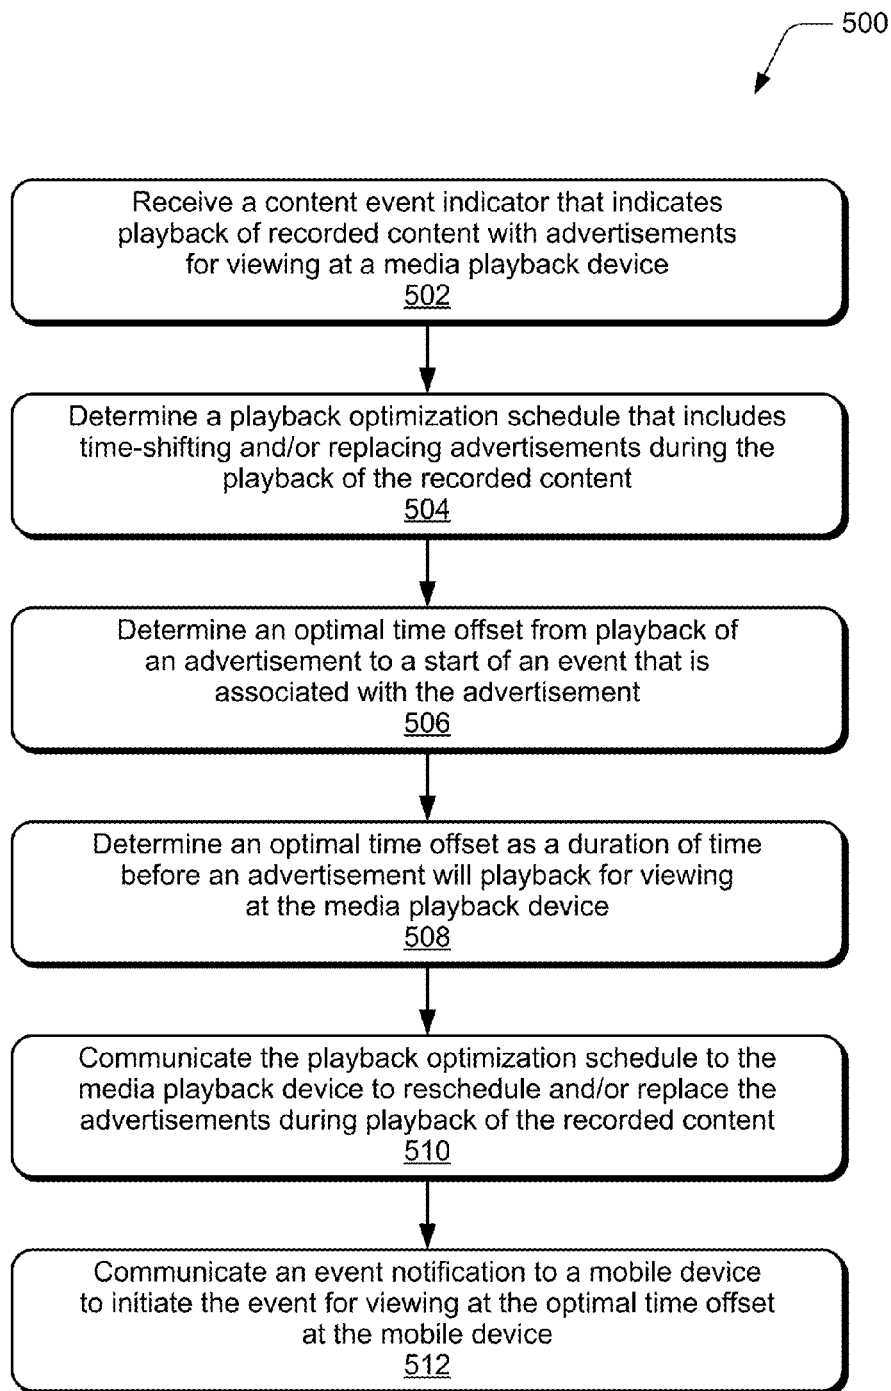 500
Receive a content event indicator that indicates
playback of recorded content with advertisements
for viewing at a media playback device
502
Determine a playback optimization schedule that includes
time-shifting and/or replacing advertisements during the
playback of the recorded content
504
Determine an optimal time offset from playback of
an advertisement to a start of an event that is
associated with the advertisement
506
Determine an optimal time offset as a duration of time
before an advertisement will playback for viewing
at the media playback device
508
Communicate the playback optimization schedule to the
media playback device to reschedule and/or replace the
advertisements during playback of the recorded content
510
Communicate an event notification to a mobile device
to initiate the event for viewing at the optimal time offset
at the mobile device
512